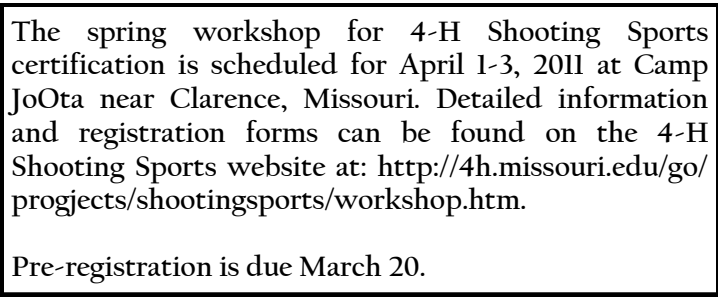 The spring workshop for 4-H Shooting Sports
certification is scheduled for April 1-3, 2011 at Camp
JoOta near Clarence, Missouri. Detailed information
and registration forms can be found on the 4-H
Shooting Sports website at: http://4h.missouri.edu/go/
progjects/shootingsports/workshop.htm.
Pre-registration is due March 20.